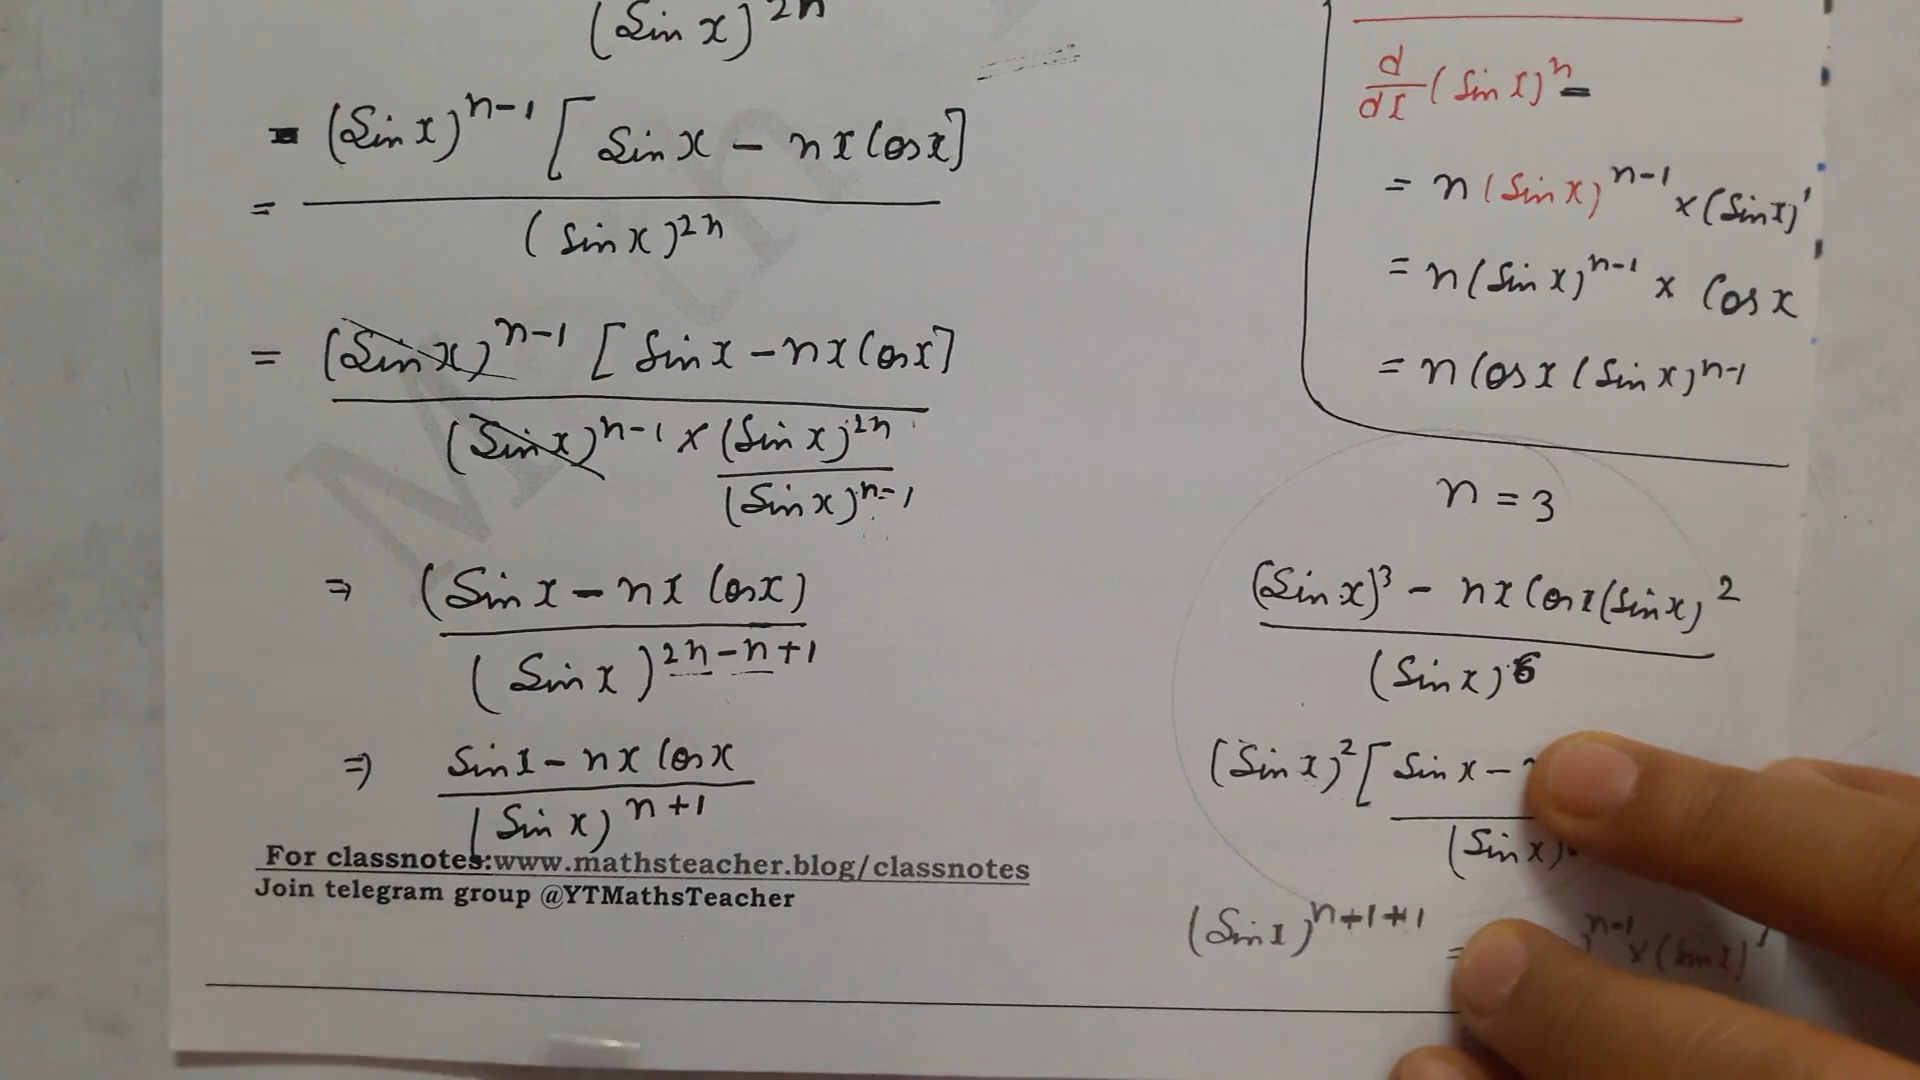 (Sin x)^2n
= (Sin x)^n-1 [ Sin x - nx Cos x]
= (Sin x)^2n
= (Sin x)^n-1 [ Sin x - nx Cos x]
(Sin x)^n-1 × (Sin x)^2n
(Sin x)^n-1
⇒ (Sin x - nx Cos x)
(Sin x)^2n-n+1
⇒ Sin x - nx Cos x
(Sin x)^n+1
For classnotes:www.mathsteacher.blog/classnotes
Join telegram group @YTMathsTeacher
d/dx (Sin x)^n =
= n (Sin x)^n-1 × (Sin x)'
= n (Sin x)^n-1 × Cos x
= n Cos x (Sin x)^n-1
n = 3
(Sin x)^3 - nx Cos x (Sin x)^2
(Sin x)^6
(Sin x)^2 [ Sin x -
(Sin x)
(Sin x)^n+1+1 = )^n-1 × (Sin x)^1